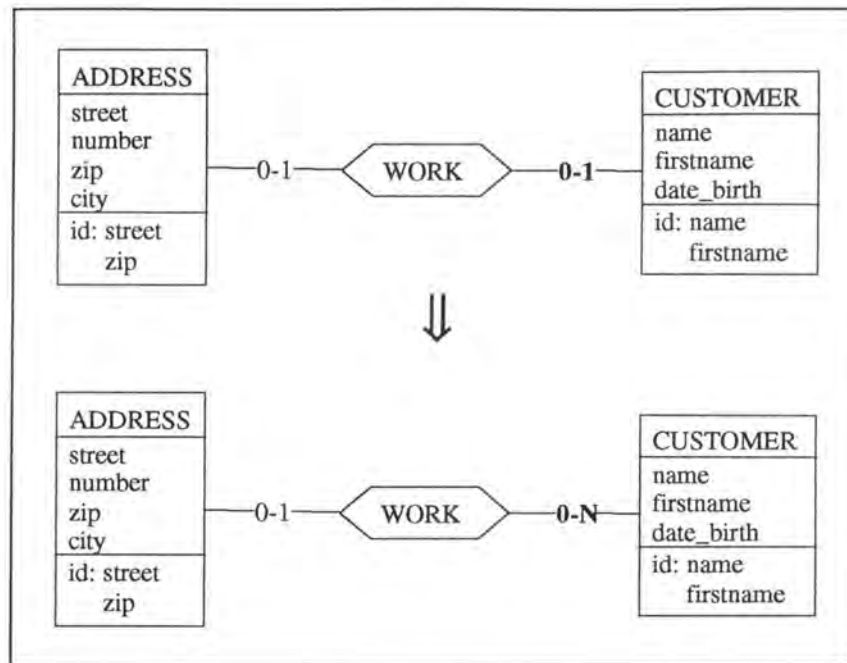 ADDRESS
street
number
zip
city
id: street
zip
0-1
WORK
0-1
CUSTOMER
name
firstname
date_birth
id: name
firstname
ADDRESS
street
number
zip
city
id: street
zip
0-1
WORK
0-N
CUSTOMER
name
firstname
date_birth
id: name
firstname